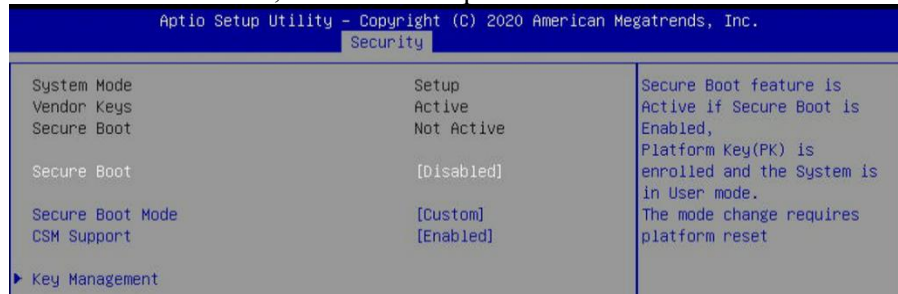 Aptio Setup Utility – Copyright (C) 2020 American Megatrends, Inc.
Security
System Mode Setup
Vendor Keys Active
Secure Boot Not Active
Secure Boot [Disabled]
Secure Boot Mode [Custom]
CSM Support [Enabled]
Key Management
Secure Boot feature is
Active if Secure Boot is
Enabled,
Platform Key(PK) is
enrolled and the System is
in User mode.
The mode change requires
platform reset